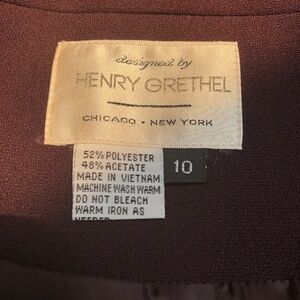 designed by
HENRY GRETHEL
CHICAGO • NEW YORK
52% POLYESTER
48% ACETATE
MADE IN VIETNAM
MACHINE WASH WARM
DO NOT BLEACH
WARM IRON AS
NEEDED
10